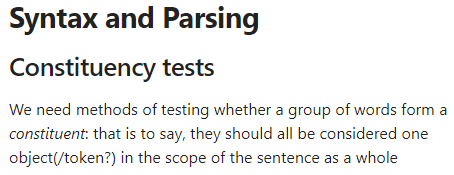 Syntax and Parsing
Constituency tests
We need methods of testing whether a group of words form a
constituent: that is to say, they should all be considered one
object(/token?) in the scope of the sentence as a whole